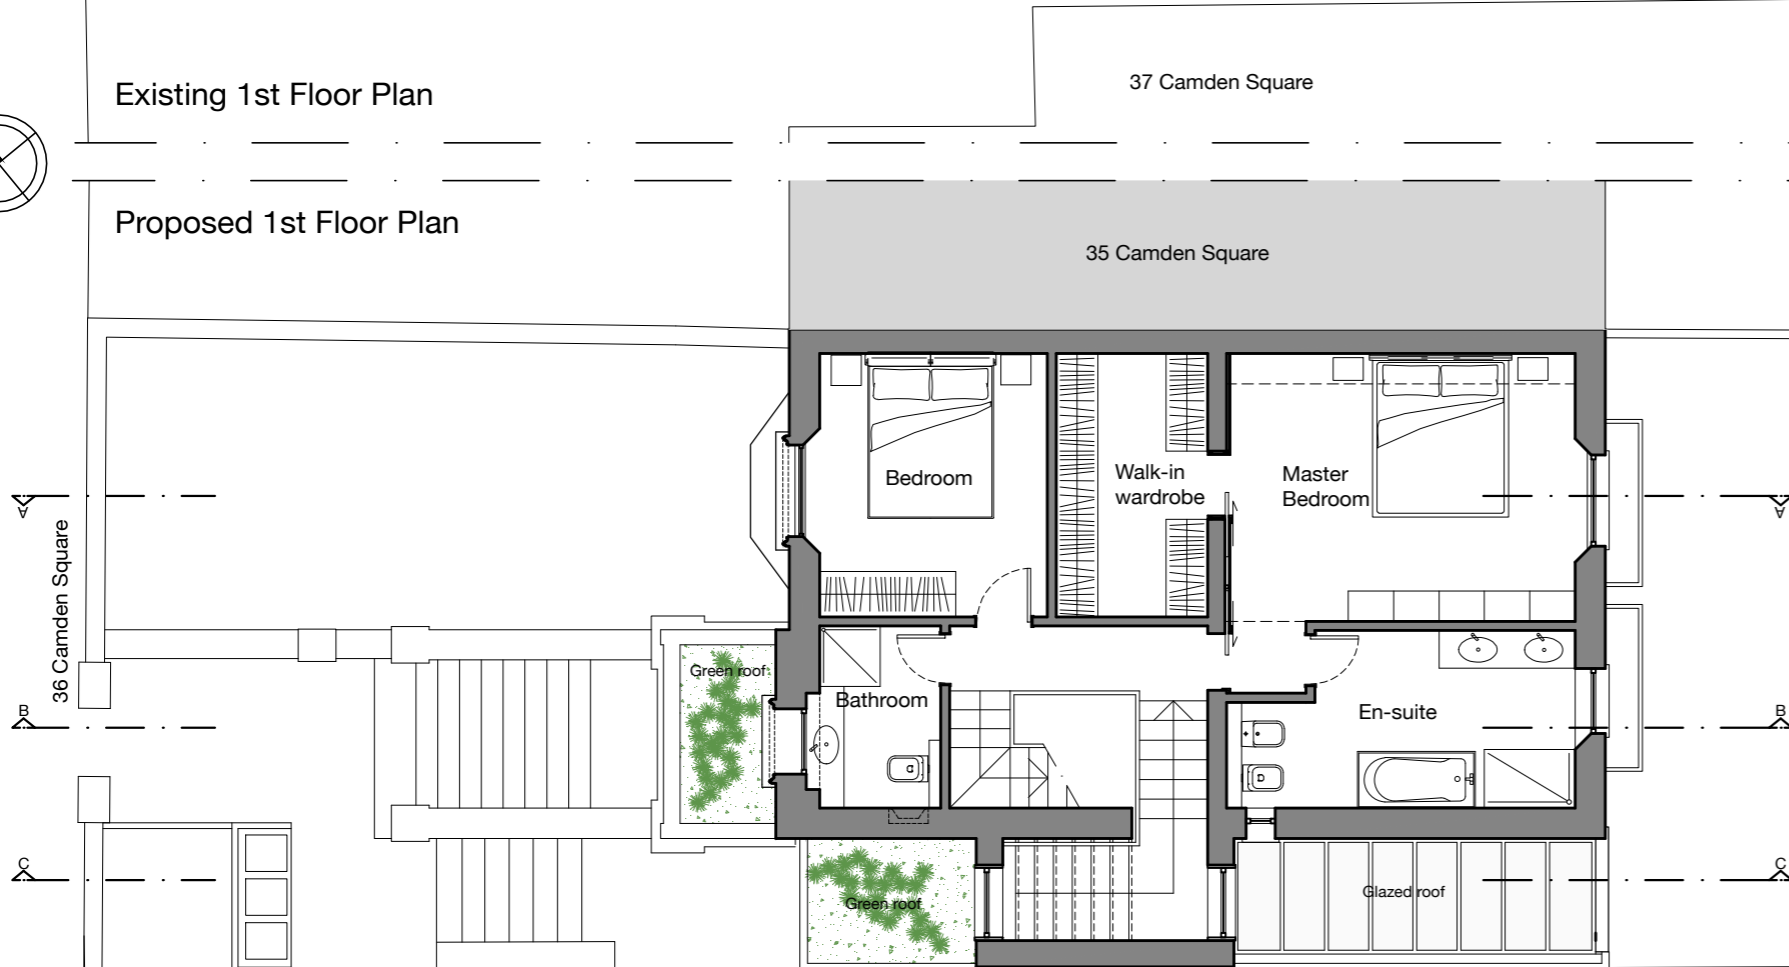 37 Camden Square
Existing 1st Floor Plan
Proposed 1st Floor Plan
35 Camden Square
Bedroom
Walk-in
wardrobe
Master
Bedroom
A
A
36 Camden Square
Green roof
Bathroom
B
En-suite
B
C
Green roof
Glazed roof
C